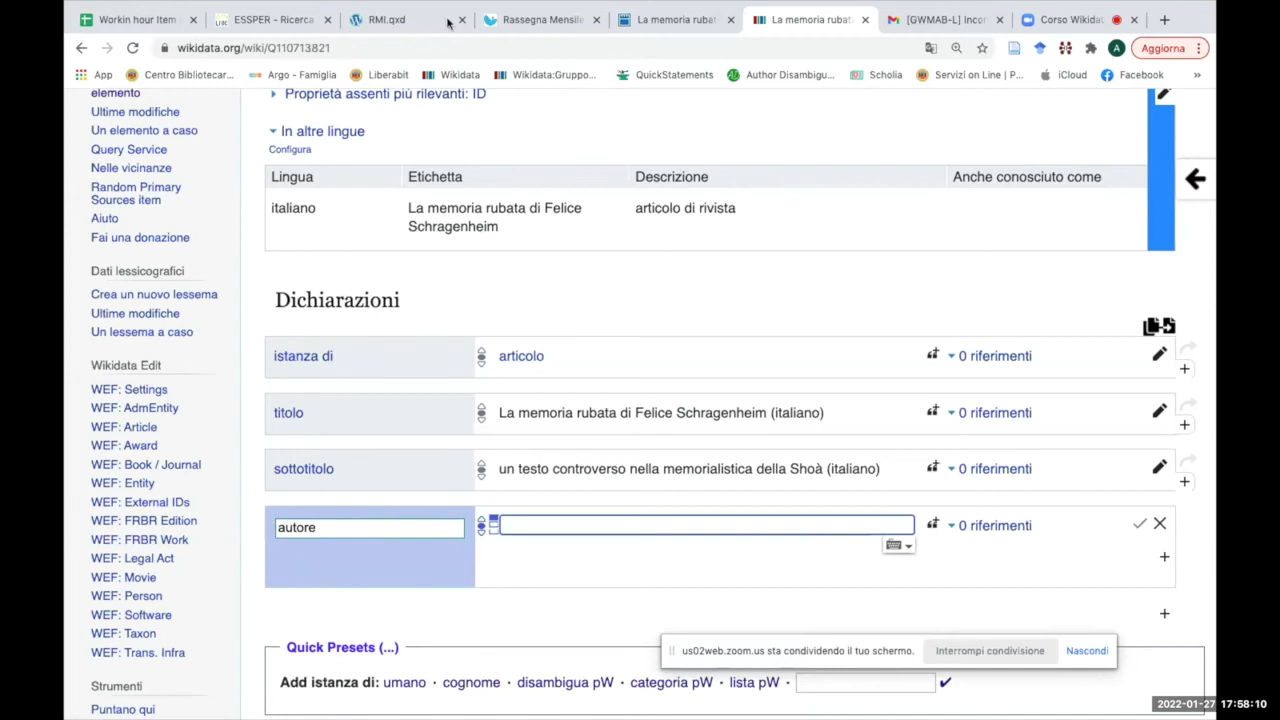 Workin hour Item
ESSPER - Ricerca
RMI.qxd
Rassegna Mensile
La memoria rubat
La memoria rubat
[GWMAB-L] Incor
Corso Wikidat
wikidata.org/wiki/Q110713821
A
Aggiorna
App
Centro Bibliotecar...
Argo - Famiglia
Liberabit
Wikidata
Wikidata:Gruppo...
QuickStatements
Author Disambigu...
Scholia
Servizi on Line | P...
iCloud
Facebook
»
elemento
Ultime modifiche
Un elemento a caso
Query Service
Nelle vicinanze
Random Primary
Sources item
Aiuto
Fai una donazione
Dati lessicografici
Crea un nuovo lessema
Ultime modifiche
Un lessema a caso
Wikidata Edit
WEF: Settings
WEF: AdmEntity
WEF: Article
WEF: Award
WEF: Book / Journal
WEF: Entity
WEF: External IDs
WEF: FRBR Edition
WEF: FRBR Work
WEF: Legal Act
WEF: Movie
WEF: Person
WEF: Software
WEF: Taxon
WEF: Trans. Infra
Strumenti
Puntano qui
Proprietà assenti più rilevanti: ID
In altre lingue
Configura
Lingua Etichetta Descrizione Anche conosciuto come
italiano La memoria rubata di Felice articolo di rivista
Schragenheim
Dichiarazioni
istanza di articolo 0 riferimenti
titolo La memoria rubata di Felice Schragenheim (italiano) 0 riferimenti
sottotitolo un testo controverso nella memorialistica della Shoà (italiano) 0 riferimenti
autore 0 riferimenti
Quick Presets (...)
us02web.zoom.us sta condividendo il tuo schermo. Interrompi condivisione Nascondi
Add istanza di: umano · cognome · disambigua pW · categoria pW · lista pW ·
2022-01-27 17:58:10